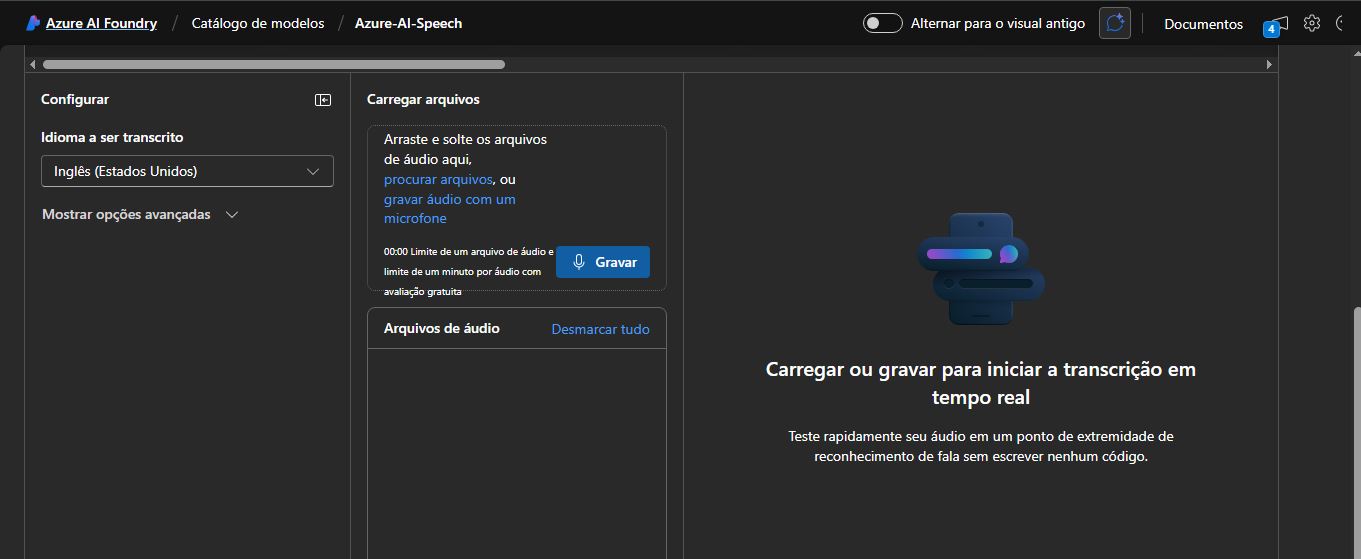 Azure AI Foundry / Catálogo de modelos / Azure-AI-Speech
Alternar para o visual antigo
Documentos
4
Configurar
Idioma a ser transcrito
Inglês (Estados Unidos)
Mostrar opções avançadas
Carregar arquivos
Arraste e solte os arquivos
de áudio aqui,
procurar arquivos, ou
gravar áudio com um
microfone
00:00 Limite de um arquivo de áudio e
limite de um minuto por áudio com
avaliação gratuita
Gravar
Arquivos de áudio
Desmarcar tudo
Carregar ou gravar para iniciar a transcrição em
tempo real
Teste rapidamente seu áudio em um ponto de extremidade de
reconhecimento de fala sem escrever nenhum código.